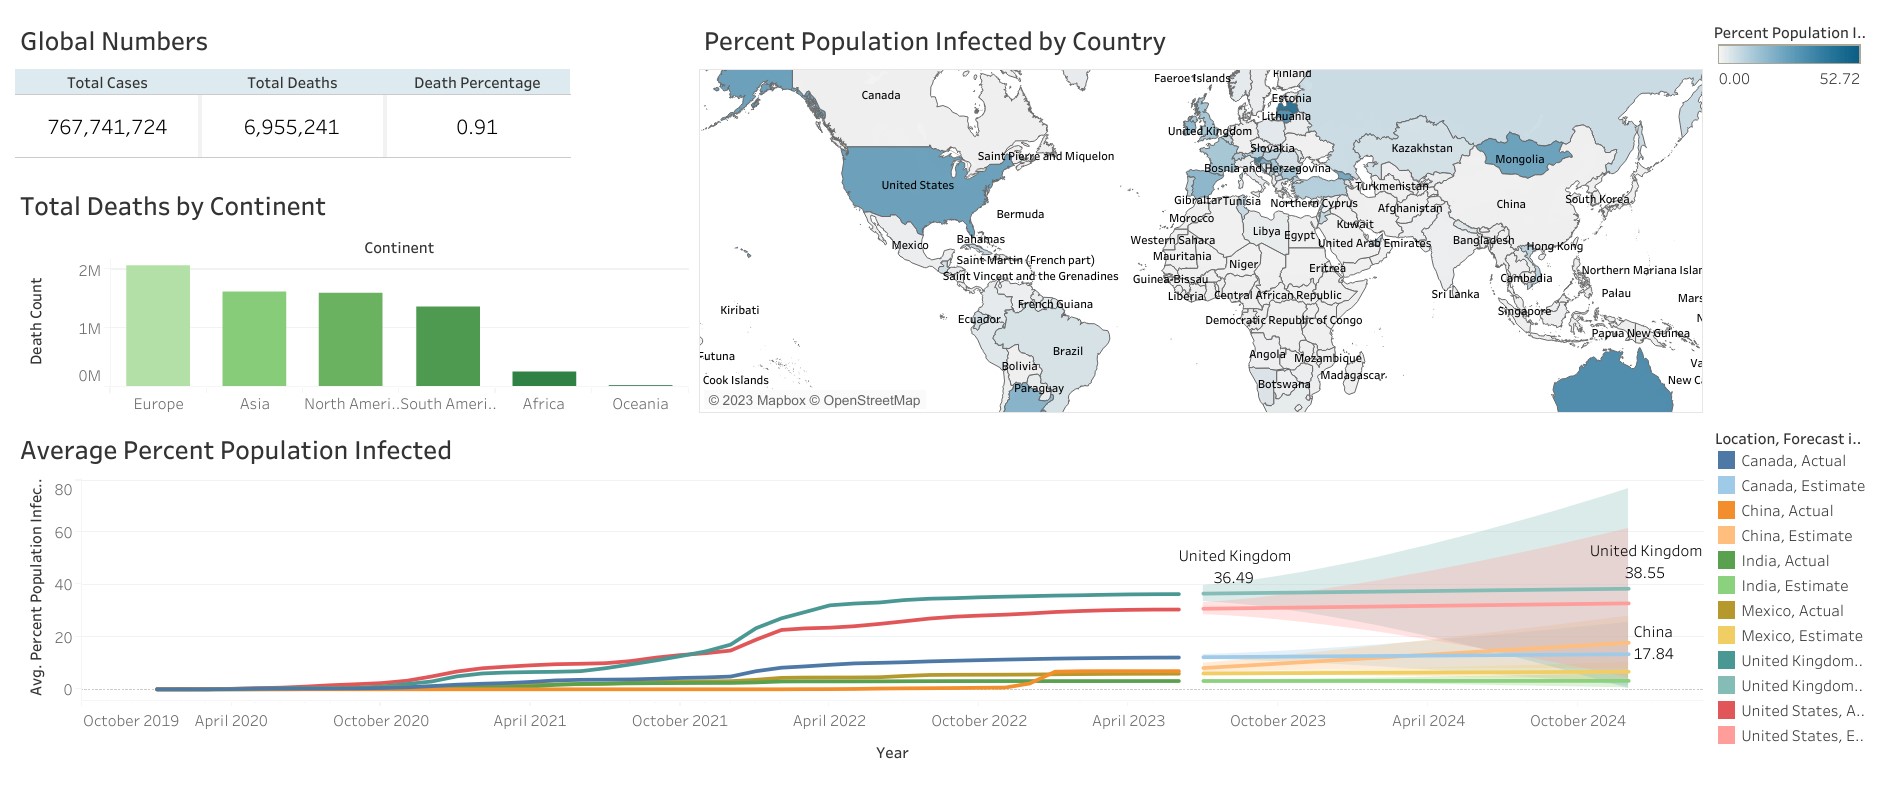 Global Numbers
Total Cases
Total Deaths
Death Percentage
767,741,724
6,955,241
0.91
Total Deaths by Continent
Continent
Death Count
2M
1M
0M
Europe
Asia
North Ameri..
South Ameri..
Africa
Oceania
Percent Population Infected by Country
Faeroe Islands
Finland
Canada
Estonia
Lithuania
United Kingdom
Slovakia
Kazakhstan
Saint Pierre and Miquelon
Mongolia
Bosnia and Herzegovina
United States
Turkmenistan
Gibraltar
Tunisia
Northern Cyprus
Afghanistan
China
South Korea
Bermuda
Morocco
Kuwait
Libya
Egypt
Bahamas
Western Sahara
United Arab Emirates
Bangladesh
Hong Kong
Mexico
Mauritania
Saint Martin (French part)
Niger
Eritrea
Northern Mariana Islan
Saint Vincent and the Grenadines
Guinea-Bissau
Cambodia
Liberia
Central African Republic
Sri Lanka
Palau
Mars
French Guiana
Kiribati
Ecuador
Democratic Republic of Congo
Singapore
N
Papua New Guinea
Brazil
Futuna
Angola
Mozambique
Va
Bolivia
Madagascar
Cook Islands
Botswana
New C
Paraguay
© 2023 Mapbox © OpenStreetMap
Percent Population I..
0.00
52.72
Average Percent Population Infected
Avg. Percent Population Infec..
80
60
40
20
0
United Kingdom
36.49
United Kingdom
38.55
China
17.84
October 2019
April 2020
October 2020
April 2021
October 2021
April 2022
October 2022
April 2023
October 2023
April 2024
October 2024
Year
Location, Forecast i..
Canada, Actual
Canada, Estimate
China, Actual
China, Estimate
India, Actual
India, Estimate
Mexico, Actual
Mexico, Estimate
United Kingdom..
United Kingdom..
United States, A..
United States, E..